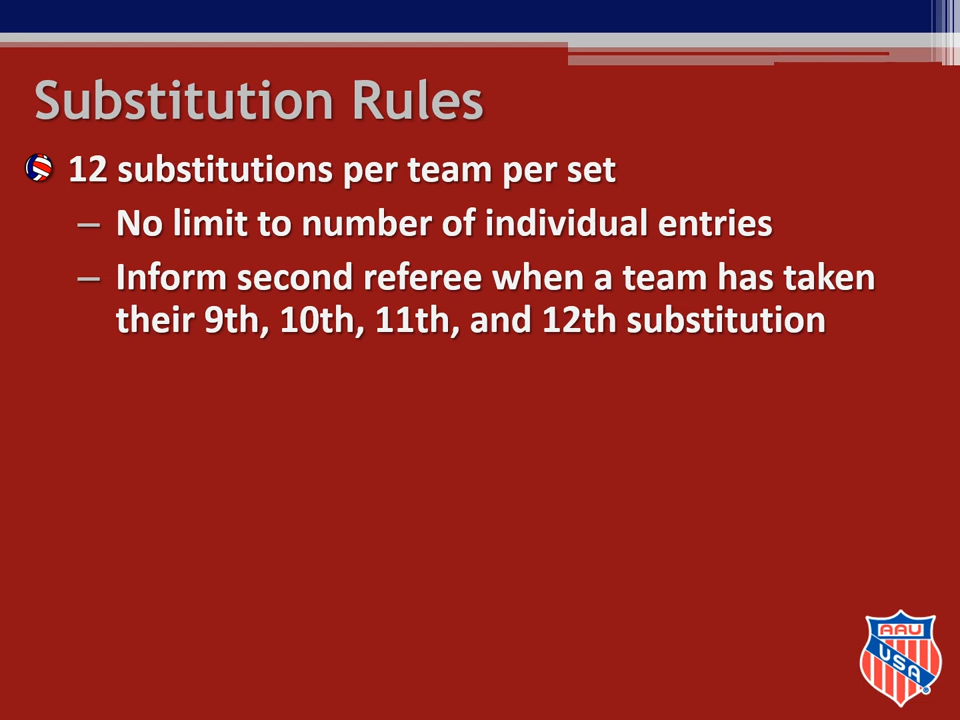 Substitution Rules
12 substitutions per team per set
– No limit to number of individual entries
– Inform second referee when a team has taken
their 9th, 10th, 11th, and 12th substitution
AAU
USA
®